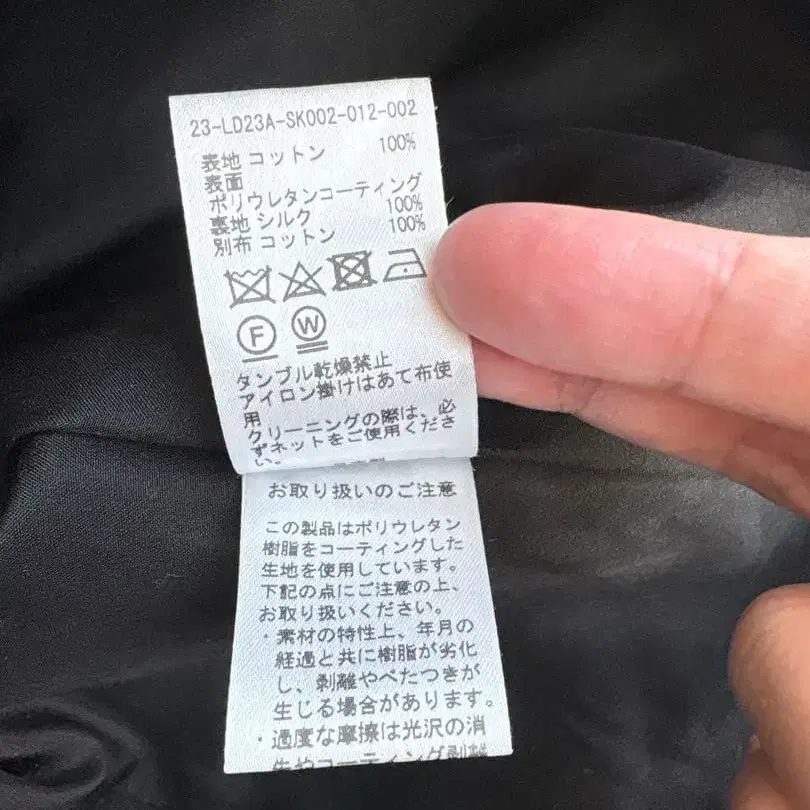 23-LD23A-SK002-012-002
表地 コットン 100%
表面
ポリウレタンコーティング
裏地 シルク 100%
別布 コットン 100%
F W
タンブル乾燥禁止
アイロン掛けはあて布使
用
クリーニングの際は、必
ずネットをご使用くださ
い。
お取り扱いのご注意
この製品はポリウレタン
樹脂をコーティングした
生地を使用しています。
下記の点にご注意の上、
お取り扱いください。
・素材の特性上、年月の
経過と共に樹脂が劣化
し、剥離やべたつきが
生じる場合があります。
・過度な摩擦は光沢の消